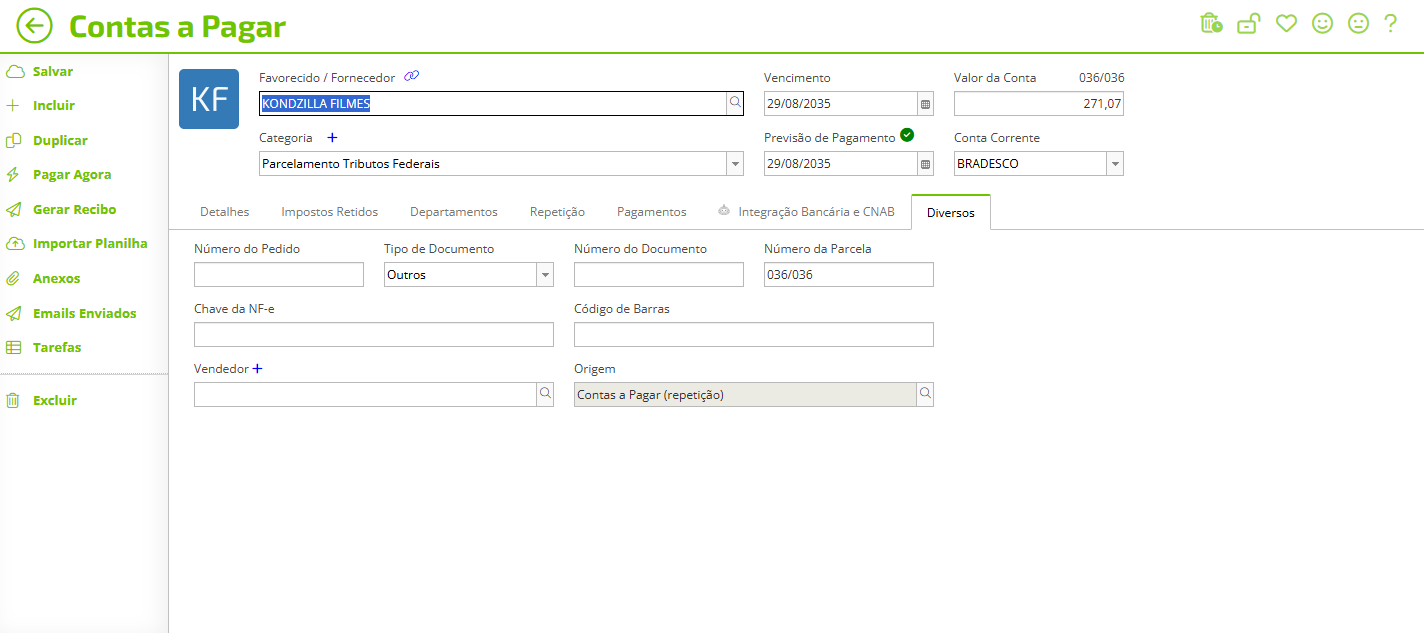 Contas a Pagar
?
Salvar
Incluir
Duplicar
Pagar Agora
Gerar Recibo
Importar Planilha
Anexos
Emails Enviados
Tarefas
Excluir
KF
Favorecido / Fornecedor
KONDZILLA FILMES
Vencimento
29/08/2035
Valor da Conta 036/036
271,07
Categoria +
Parcelamento Tributos Federais
Previsão de Pagamento
29/08/2035
Conta Corrente
BRADESCO
Detalhes Impostos Retidos Departamentos Repetição Pagamentos Integração Bancária e CNAB Diversos
Número do Pedido Tipo de Documento Número do Documento Número da Parcela
Outros 036/036
Chave da NF-e Código de Barras
Vendedor + Origem
Contas a Pagar (repetição)